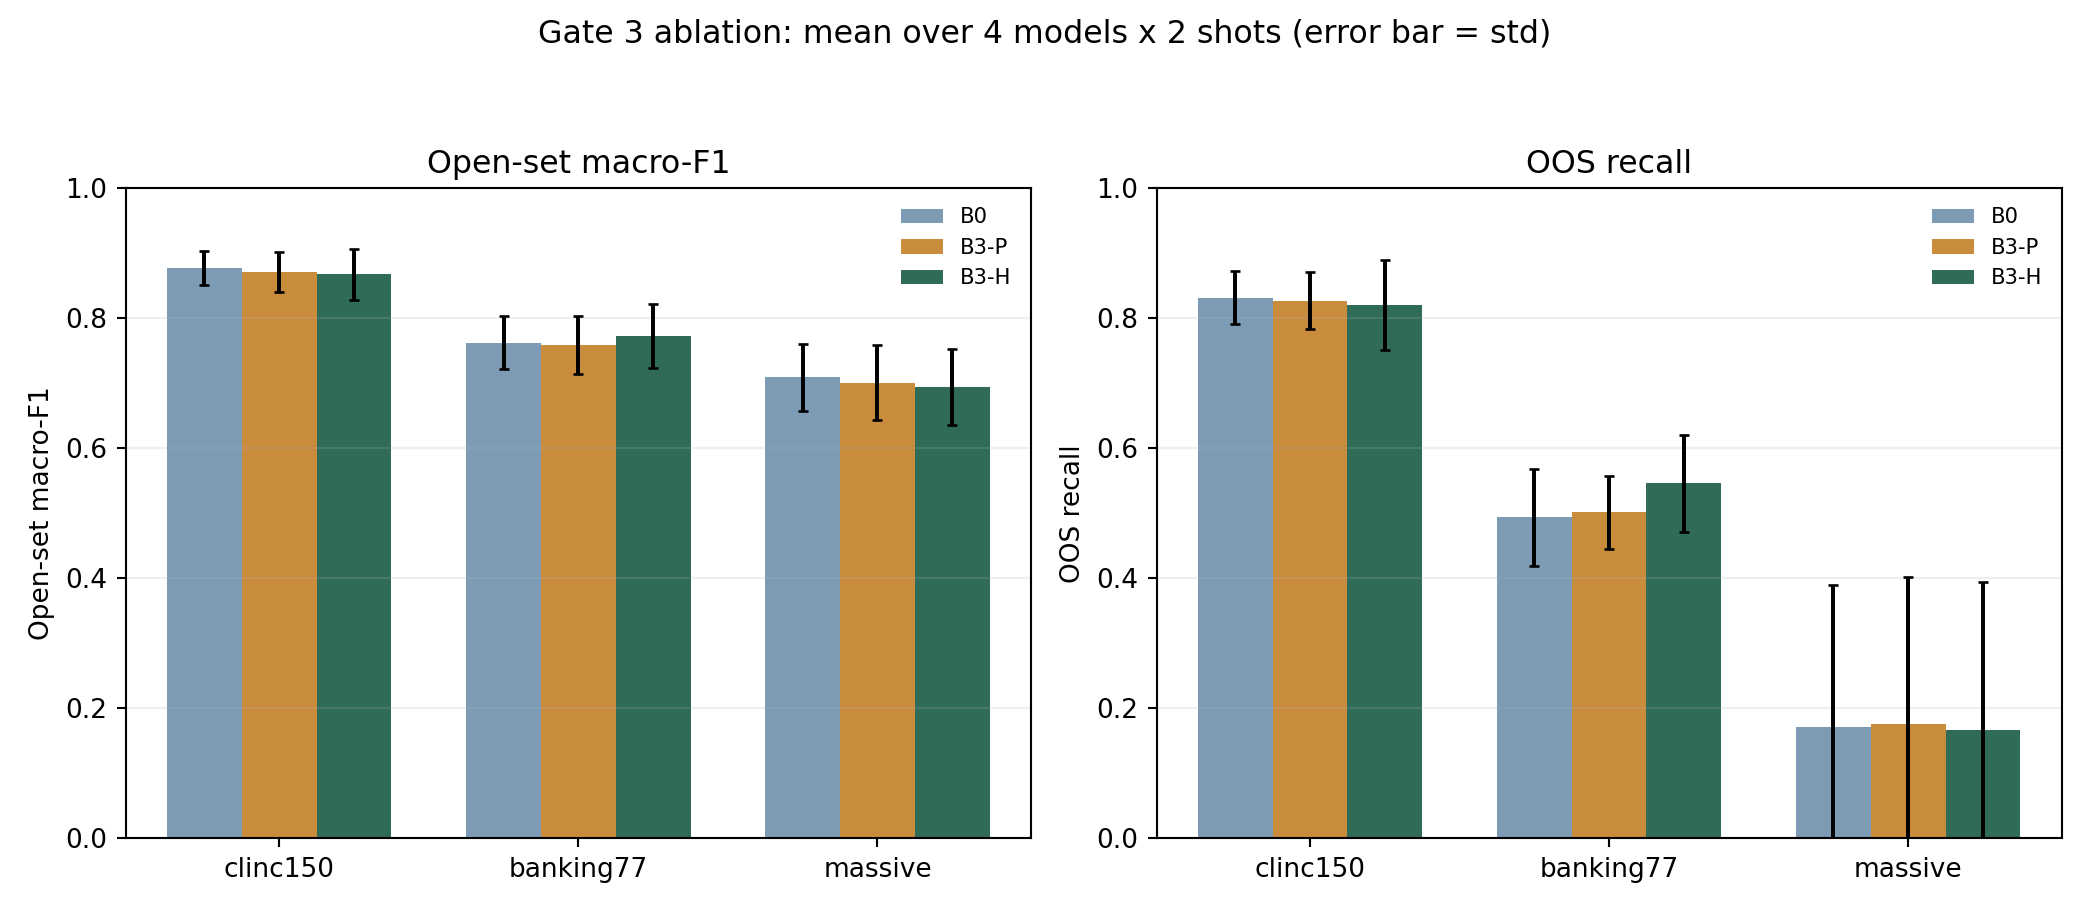 Gate 3 ablation: mean over 4 models x 2 shots (error bar = std)
Open-set macro-F1
Open-set macro-F1
1.0
0.8
0.6
0.4
0.2
0.0
B0
B3-P
B3-H
clinc150
banking77
massive
OOS recall
OOS recall
1.0
0.8
0.6
0.4
0.2
0.0
B0
B3-P
B3-H
clinc150
banking77
massive